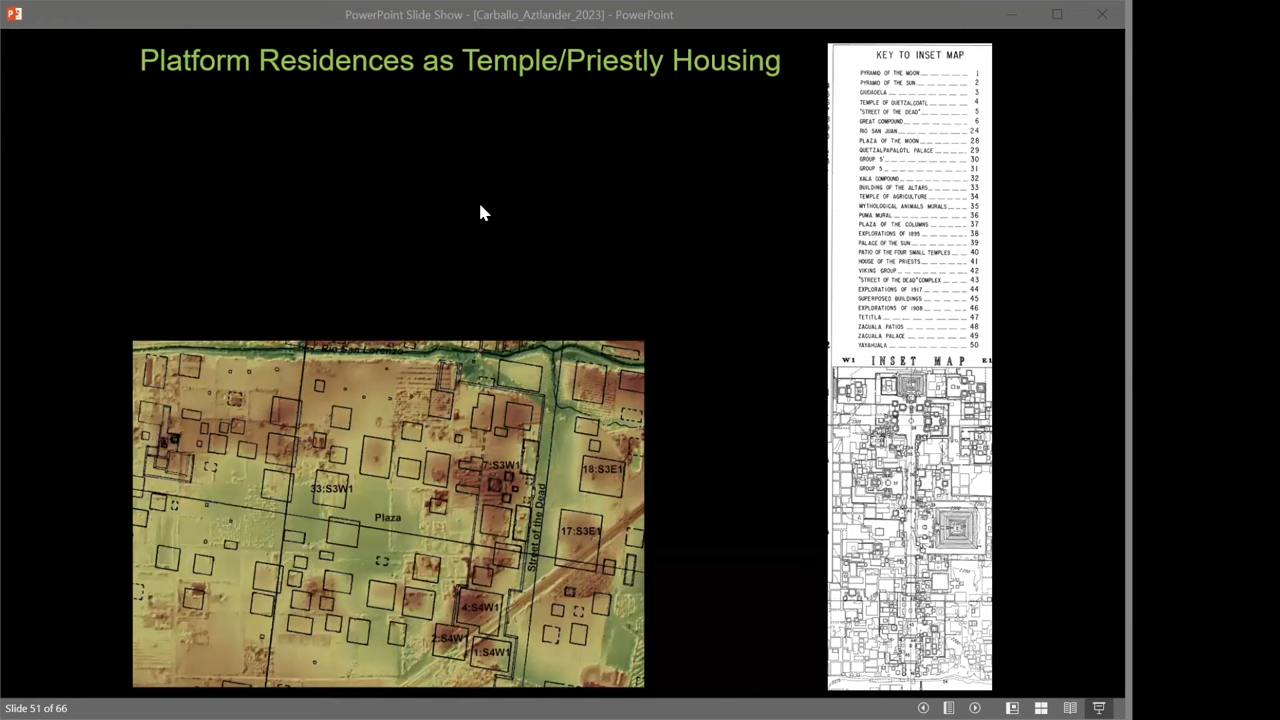 PowerPoint Slide Show - [Carballo_Aztlander_2023] - PowerPoint
Platform Residences as Temple/Priestly Housing
KEY TO INSET MAP
PYRAMID OF THE MOON 1
PYRAMID OF THE SUN 2
CIUDADELA 3
TEMPLE OF QUETZALCOATL 4
"STREET OF THE DEAD" 5
GREAT COMPOUND 6
RIO SAN JUAN 24
PLAZA OF THE MOON 28
QUETZALPAPALOTL PALACE 29
GROUP 5' 30
GROUP 5 31
XALA COMPOUND 32
BUILDING OF THE ALTARS 33
TEMPLE OF AGRICULTURE 34
MYTHOLOGICAL ANIMALS MURALS 35
PUMA MURAL 36
PLAZA OF THE COLUMNS 37
EXPLORATIONS OF 1895 38
PALACE OF THE SUN 39
PATIO OF THE FOUR SMALL TEMPLES 40
HOUSE OF THE PRIESTS 41
VIKING GROUP 42
"STREET OF THE DEAD" COMPLEX 43
EXPLORATIONS OF 1917 44
SUPERPOSED BUILDINGS 45
EXPLORATIONS OF 1908 46
TETITLA 47
ZACUALA PATIOS 48
ZACUALA PALACE 49
YAYAHUALA 50
W1 INSET MAP E1
7:S3W1
18:S3E1
33:S3W1
Plaza
Street of the Dead
17:S3E1
4:S4W1
2:S4W1
1:S4W1
Slide 51 of 66